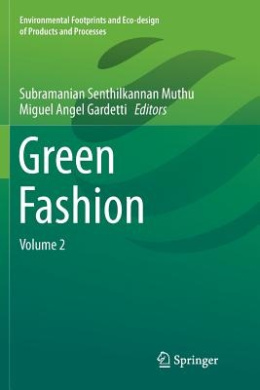 Environmental Footprints and Eco-design
of Products and Processes
Subramanian Senthilkannan Muthu
Miguel Angel Gardetti Editors
Green
Fashion
Volume 2
Springer